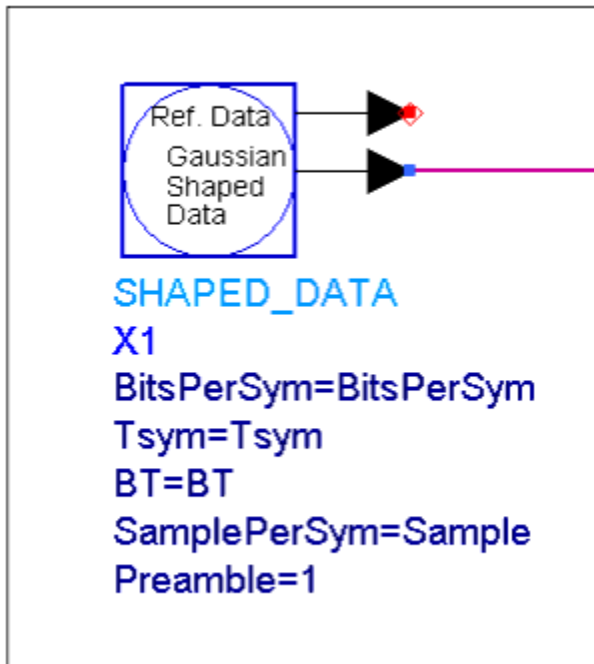 Ref. Data
Gaussian
Shaped
Data
SHAPED_DATA
X1
BitsPerSym=BitsPerSym
Tsym=Tsym
BT=BT
SamplePerSym=Sample
Preamble=1